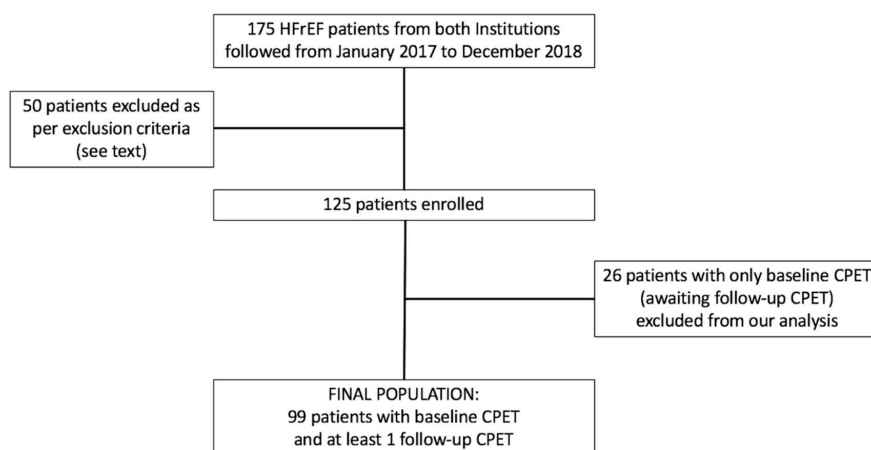 175 HFrEF patients from both Institutions
followed from January 2017 to December 2018
50 patients excluded as
per exclusion criteria
(see text)
125 patients enrolled
26 patients with only baseline CPET
(awaiting follow-up CPET)
excluded from our analysis
FINAL POPULATION:
99 patients with baseline CPET
and at least 1 follow-up CPET